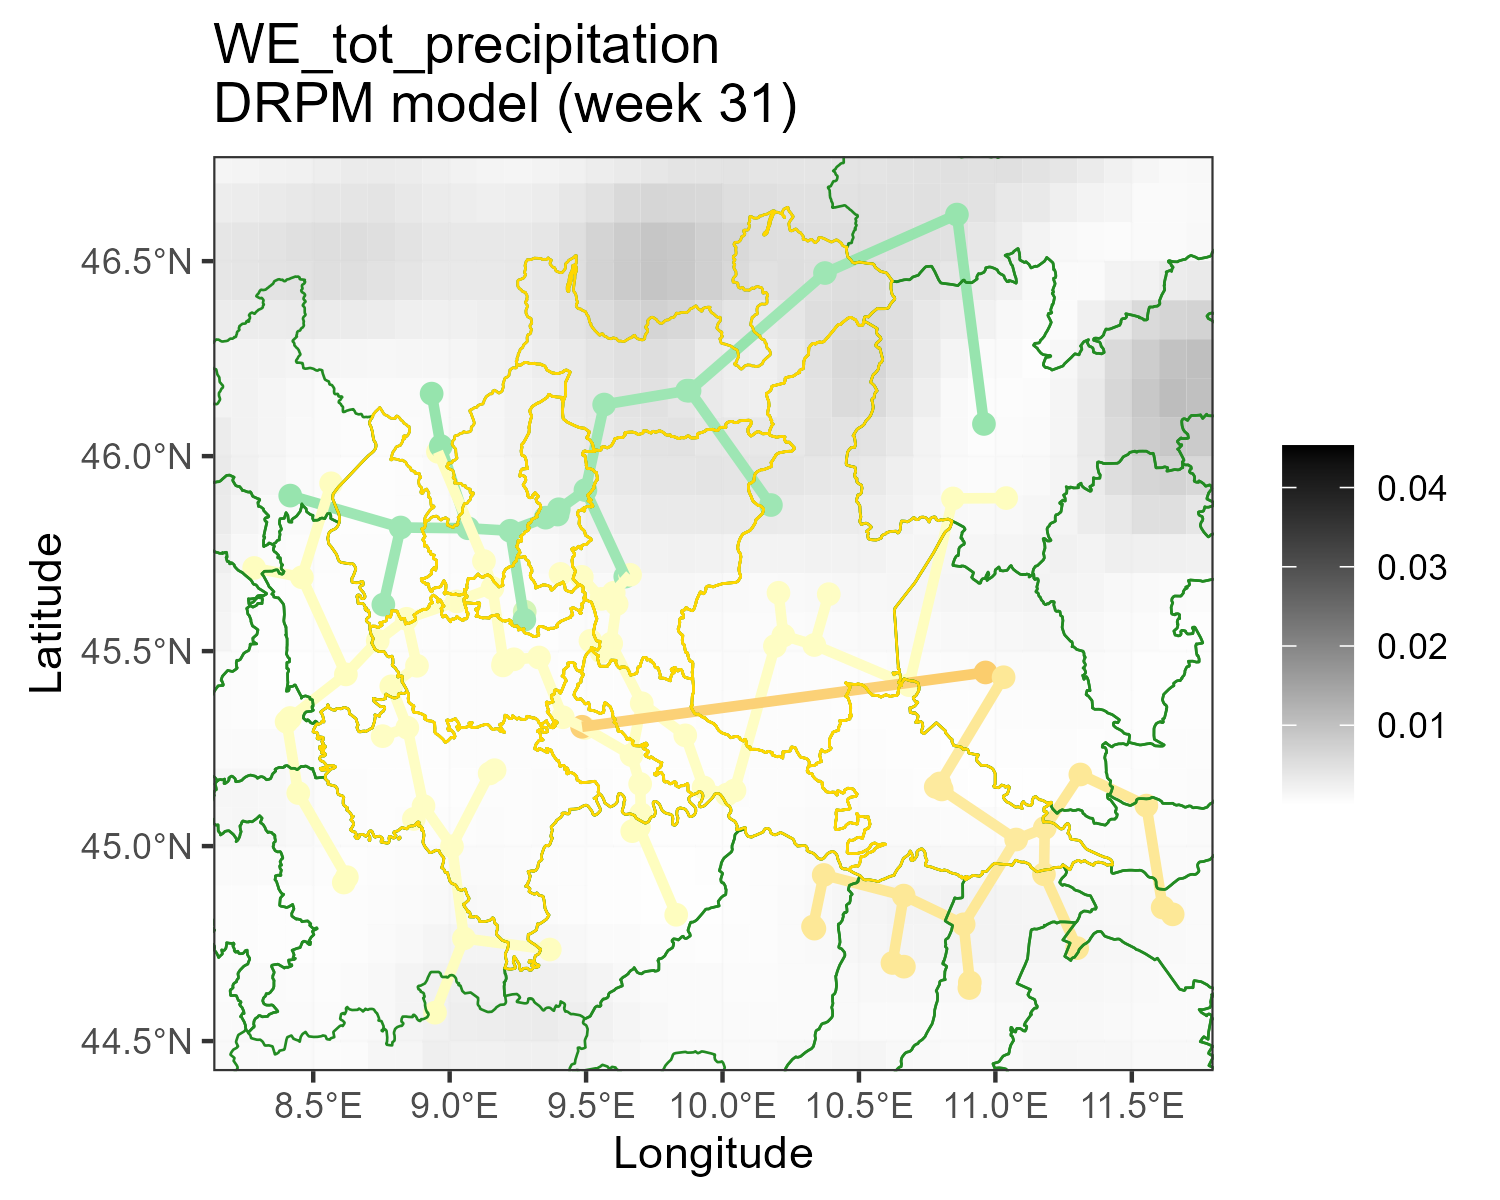 WE_tot_precipitation
DRPM model (week 31)
46.5°N
46.0°N
45.5°N
45.0°N
44.5°N
Latitude
8.5°E 9.0°E 9.5°E 10.0°E 10.5°E 11.0°E 11.5°E
Longitude
0.04
0.03
0.02
0.01